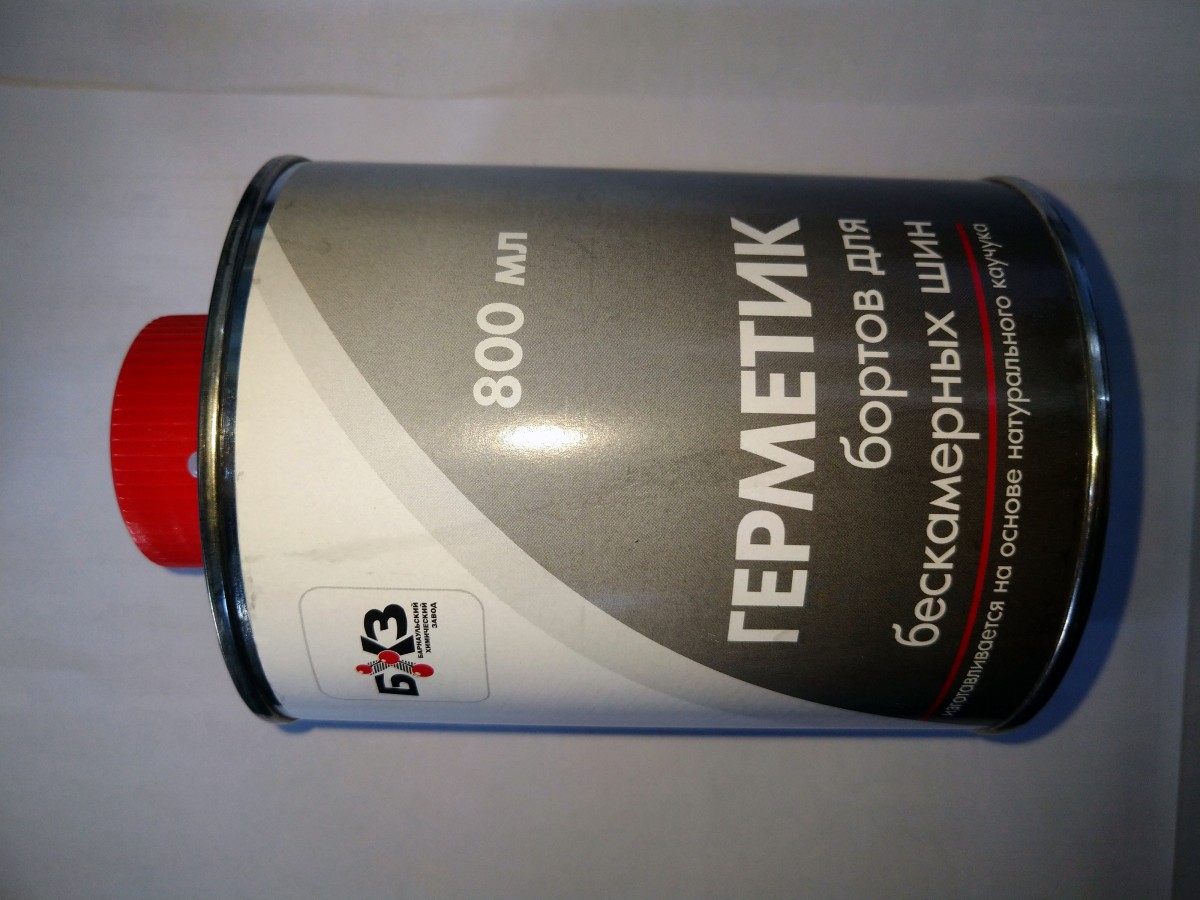 БХЗ
БАРНАУЛЬСКИЙ
ХИМИЧЕСКИЙ
ЗАВОД
800 мл
ГЕРМЕТИК
бортов для
бескамерных шин
изготавливается на основе натурального каучука